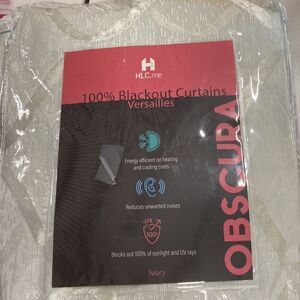 HLC.me
100% Blackout Curtains
Versailles
OBSCURA
Energy efficient on heating
and cooling costs
Reduces unwanted noises
UV
100%
Blocks out 100% of sunlight and UV rays
Ivory